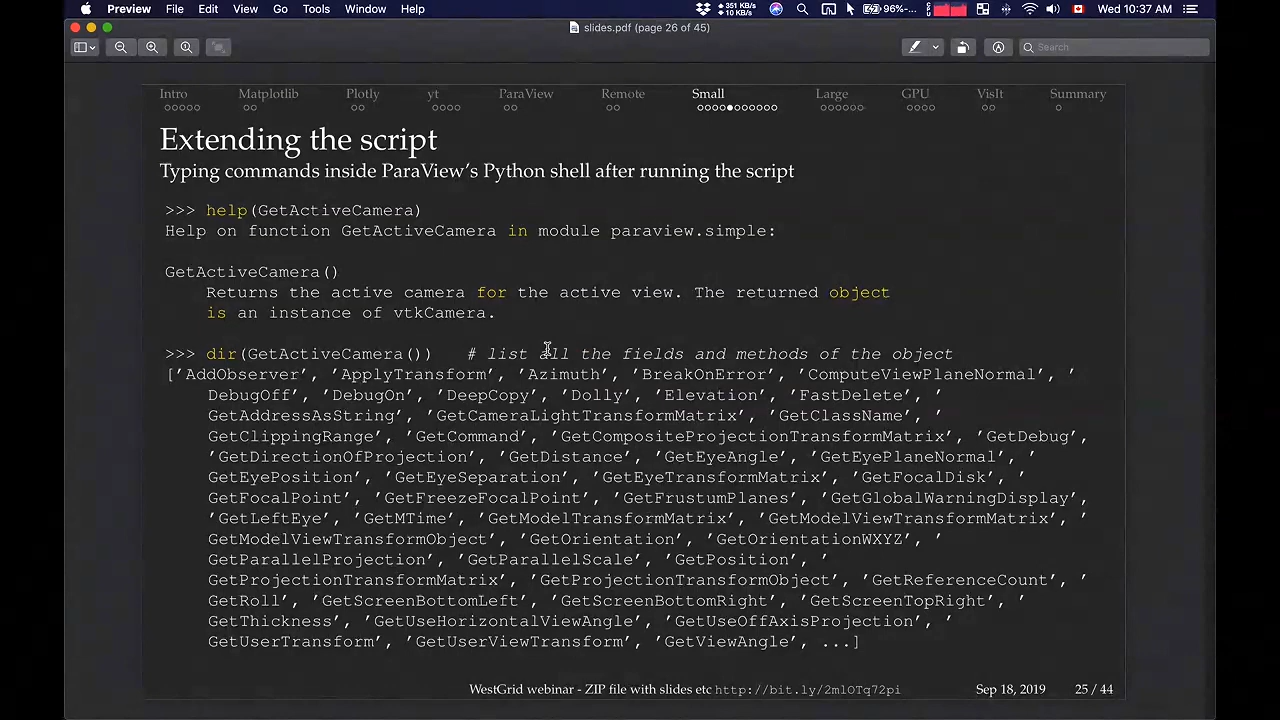 Preview File Edit View Go Tools Window Help 351 KB/s 10 KB/s 96% Wed 10:37 AM
slides.pdf (page 26 of 45)
Search
Intro Matplotlib Plotly yt ParaView Remote Small Large GPU VisIt Summary
Extending the script
Typing commands inside ParaView's Python shell after running the script
>>> help(GetActiveCamera)
Help on function GetActiveCamera in module paraview.simple:
GetActiveCamera()
Returns the active camera for the active view. The returned object
is an instance of vtkCamera.
>>> dir(GetActiveCamera()) # list all the fields and methods of the object
['AddObserver', 'ApplyTransform', 'Azimuth', 'BreakOnError', 'ComputeViewPlaneNormal', '
DebugOff', 'DebugOn', 'DeepCopy', 'Dolly', 'Elevation', 'FastDelete', '
GetAddressAsString', 'GetCameraLightTransformMatrix', 'GetClassName', '
GetClippingRange', 'GetCommand', 'GetCompositeProjectionTransformMatrix', 'GetDebug',
'GetDirectionOfProjection', 'GetDistance', 'GetEyeAngle', 'GetEyePlaneNormal', '
GetEyePosition', 'GetEyeSeparation', 'GetEyeTransformMatrix', 'GetFocalDisk', '
GetFocalPoint', 'GetFreezeFocalPoint', 'GetFrustumPlanes', 'GetGlobalWarningDisplay',
'GetLeftEye', 'GetMTime', 'GetModelTransformMatrix', 'GetModelViewTransformMatrix', '
GetModelViewTransformObject', 'GetOrientation', 'GetOrientationWXYZ', '
GetParallelProjection', 'GetParallelScale', 'GetPosition', '
GetProjectionTransformMatrix', 'GetProjectionTransformObject', 'GetReferenceCount', '
GetRoll', 'GetScreenBottomLeft', 'GetScreenBottomRight', 'GetScreenTopRight', '
GetThickness', 'GetUseHorizontalViewAngle', 'GetUseOffAxisProjection', '
GetUserTransform', 'GetUserViewTransform', 'GetViewAngle', ...]
WestGrid webinar - ZIP file with slides etc http://bit.ly/2mlOTq72pi Sep 18, 2019 25 / 44